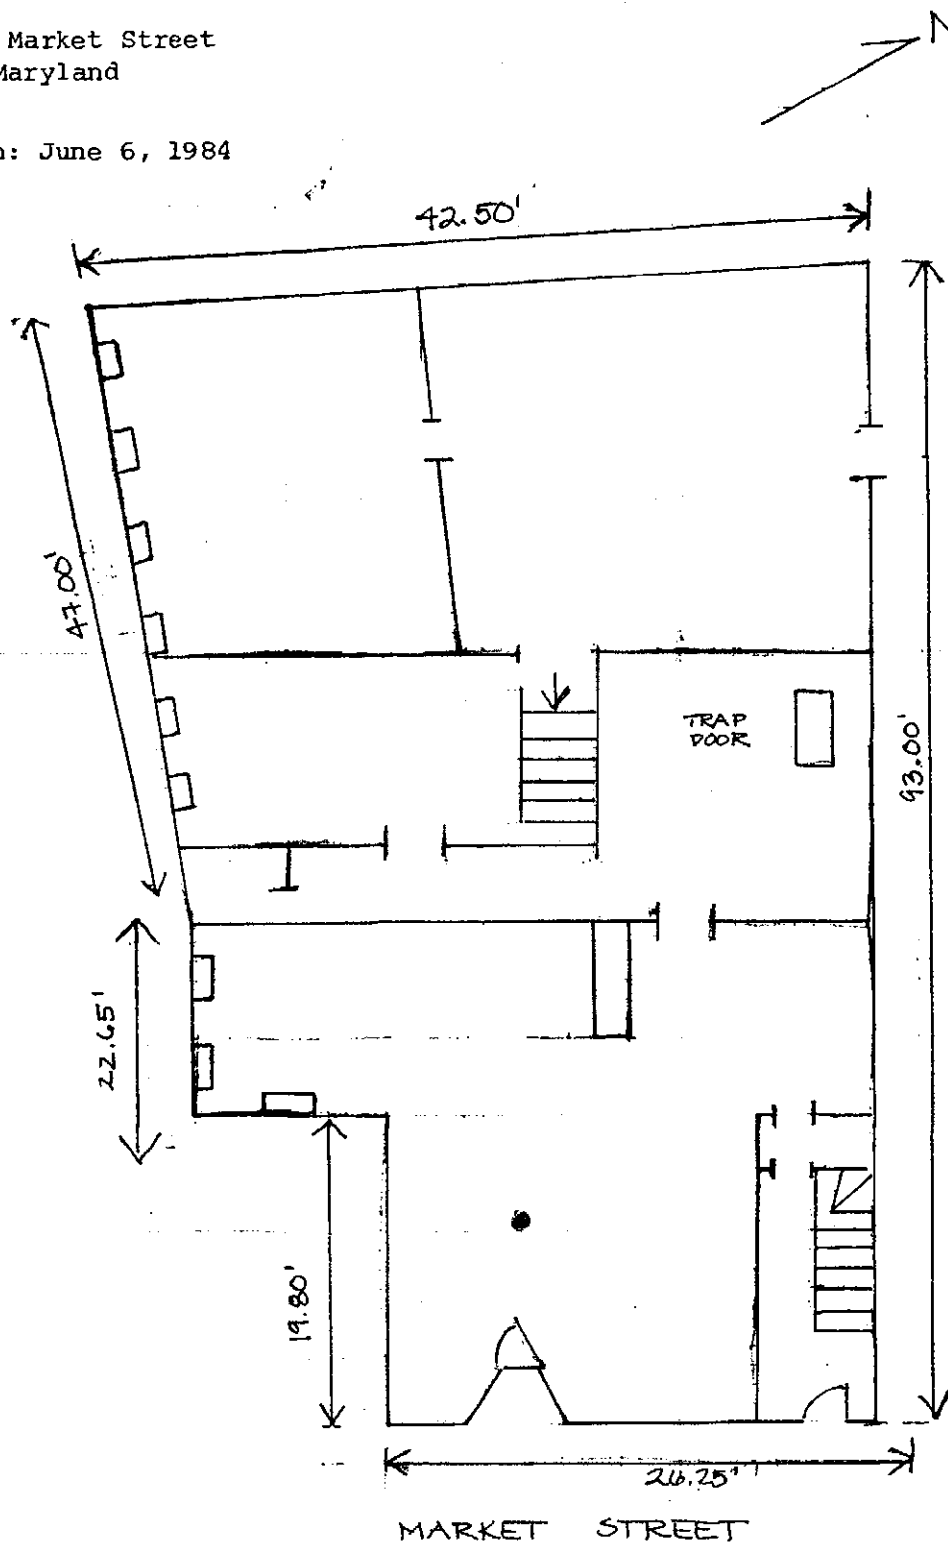 Market Street
Maryland
: June 6, 1984
N
42.50'
47.00'
TRAP
DOOR
93.00'
22.65'
19.80'
26.25'
MARKET STREET